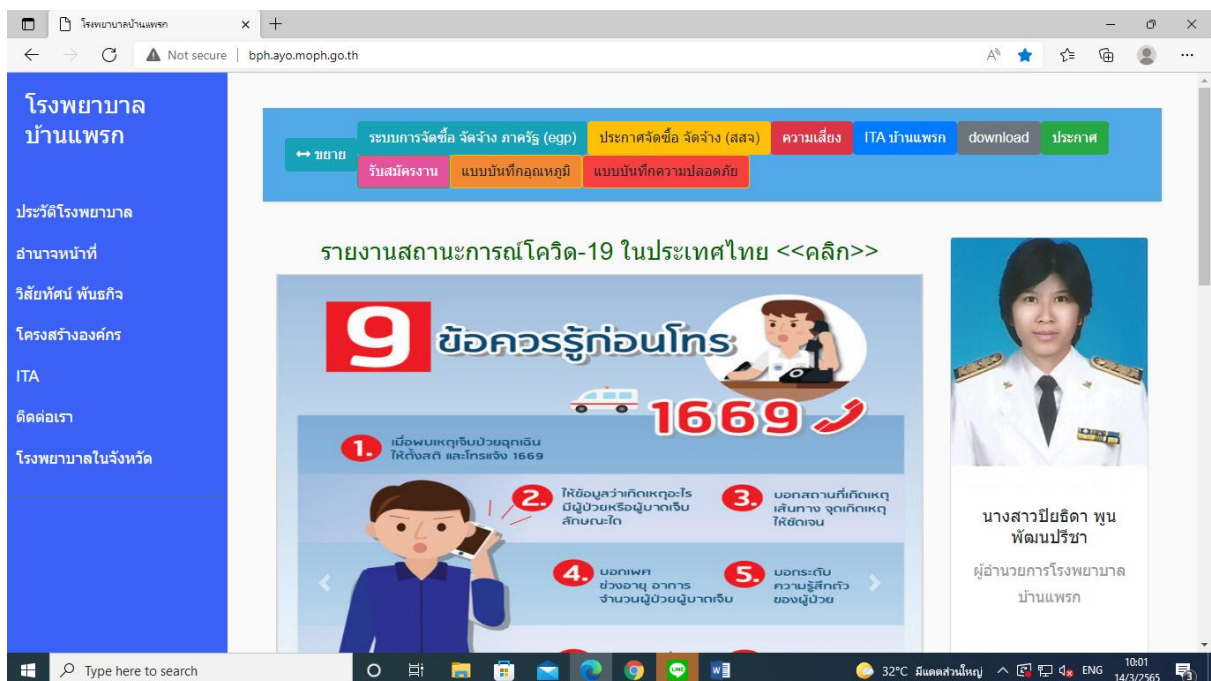 โรงพยาบาลบ้านแพรก
Not secure
bph.ayo.moph.go.th
โรงพยาบาล
บ้านแพรก
ประวัติโรงพยาบาล
อำนาจหน้าที่
วิสัยทัศน์ พันธกิจ
โครงสร้างองค์กร
ITA
ติดต่อเรา
โรงพยาบาลในจังหวัด
ขยาย
ระบบการจัดซื้อ จัดจ้าง ภาครัฐ (egp)
ประกาศจัดซื้อ จัดจ้าง (สสจ)
ความเสี่ยง
ITA บ้านแพรก
download
ประกาศ
รับสมัครงาน
แบบบันทึกอุณหภูมิ
แบบบันทึกความปลอดภัย
รายงานสถานะการณ์โควิด-19 ในประเทศไทย <<คลิก>>
9 ข้อควรรู้ก่อนโทร
1669
1. เมื่อพบเหตุเจ็บป่วยฉุกเฉิน
ให้ตั้งสติ และโทรแจ้ง 1669
2. ให้ข้อมูลว่าเกิดเหตุอะไร
มีผู้ป่วยหรือผู้บาดเจ็บ
ลักษณะใด
3. บอกสถานที่เกิดเหตุ
เส้นทาง จุดเกิดเหตุ
ให้ชัดเจน
4. บอกเพศ
ช่วงอายุ อาการ
จำนวนผู้ป่วยผู้บาดเจ็บ
5. บอกระดับ
ความรู้สึกตัว
ของผู้ป่วย
นางสาวปิยธิดา พูน
พัฒนปรีชา
ผู้อำนวยการโรงพยาบาล
บ้านแพรก
Type here to search
32°C มีแดดส่วนใหญ่
ENG
10:01
14/3/2565